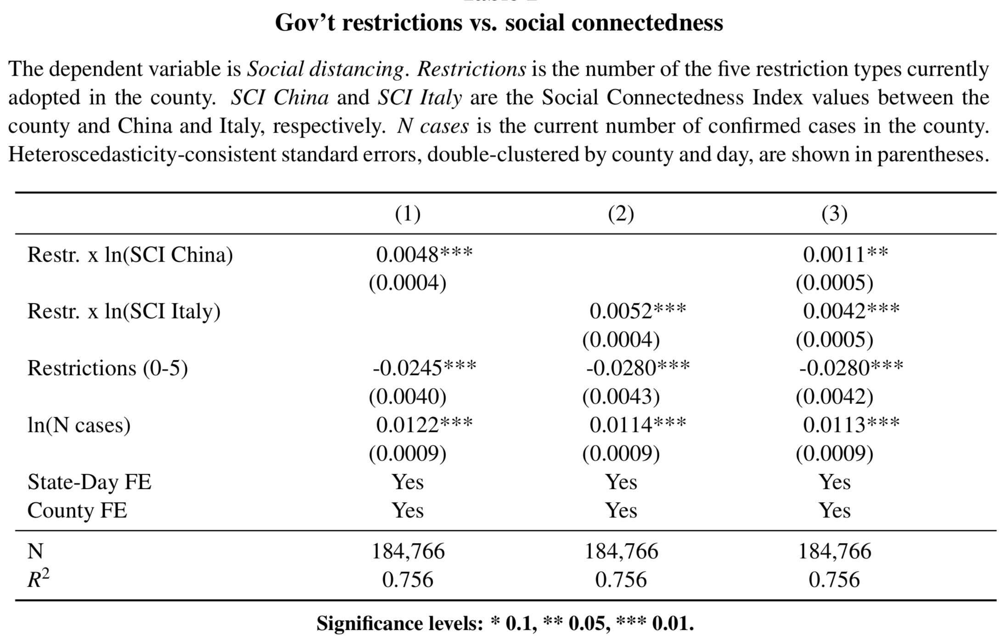 Gov't restrictions vs. social connectedness
The dependent variable is Social distancing. Restrictions is the number of the five restriction types currently
adopted in the county. SCI China and SCI Italy are the Social Connectedness Index values between the
county and China and Italy, respectively. N cases is the current number of confirmed cases in the county.
Heteroscedasticity-consistent standard errors, double-clustered by county and day, are shown in parentheses.
(1) (2) (3)
Restr. x ln(SCI China) 0.0048*** 0.0011**
(0.0004) (0.0005)
Restr. x ln(SCI Italy) 0.0052*** 0.0042***
(0.0004) (0.0005)
Restrictions (0-5) -0.0245*** -0.0280*** -0.0280***
(0.0040) (0.0043) (0.0042)
ln(N cases) 0.0122*** 0.0114*** 0.0113***
(0.0009) (0.0009) (0.0009)
State-Day FE Yes Yes Yes
County FE Yes Yes Yes
N 184,766 184,766 184,766
R² 0.756 0.756 0.756
Significance levels: * 0.1, ** 0.05, *** 0.01.